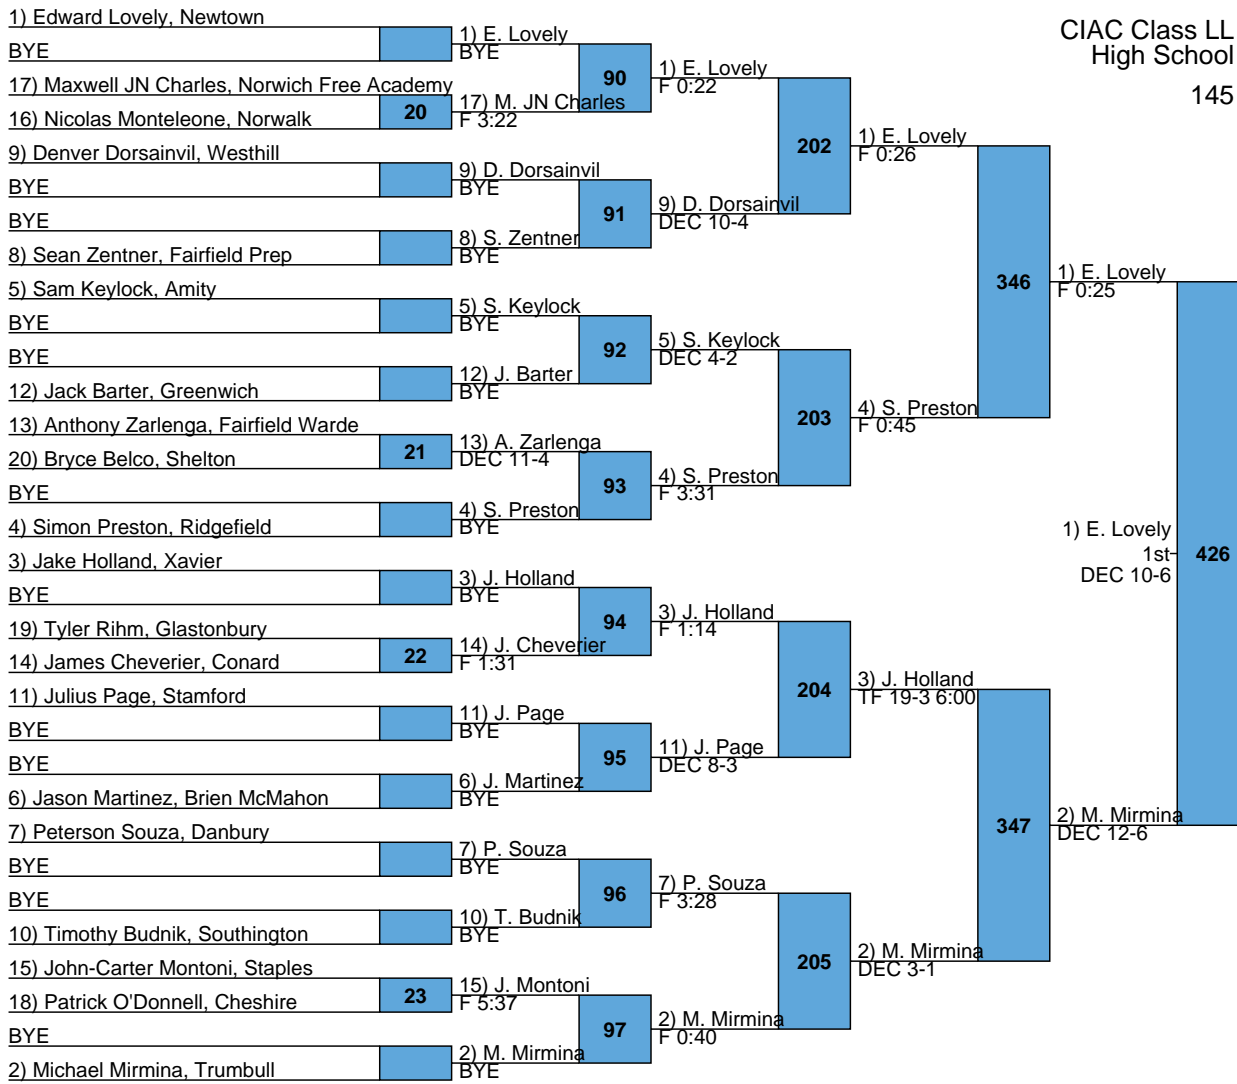 CIAC Class LL
High School
145
1) Edward Lovely, Newtown
BYE
17) Maxwell JN Charles, Norwich Free Academy
16) Nicolas Monteleone, Norwalk
9) Denver Dorsainvil, Westhill
BYE
BYE
8) Sean Zentner, Fairfield Prep
5) Sam Keylock, Amity
BYE
BYE
12) Jack Barter, Greenwich
13) Anthony Zarlenga, Fairfield Warde
20) Bryce Belco, Shelton
BYE
4) Simon Preston, Ridgefield
3) Jake Holland, Xavier
BYE
19) Tyler Rihm, Glastonbury
14) James Cheverier, Conard
11) Julius Page, Stamford
BYE
BYE
6) Jason Martinez, Brien McMahon
7) Peterson Souza, Danbury
BYE
BYE
10) Timothy Budnik, Southington
15) John-Carter Montoni, Staples
18) Patrick O'Donnell, Cheshire
BYE
2) Michael Mirmina, Trumbull
20
21
22
23
1) E. Lovely
BYE
17) M. JN Charles
F 3:22
9) D. Dorsainvil
BYE
8) S. Zentner
BYE
5) S. Keylock
BYE
12) J. Barter
BYE
13) A. Zarlenga
DEC 11-4
4) S. Preston
BYE
3) J. Holland
BYE
14) J. Cheverier
F 1:31
11) J. Page
BYE
6) J. Martinez
BYE
7) P. Souza
BYE
10) T. Budnik
BYE
15) J. Montoni
F 5:37
2) M. Mirmina
BYE
90
91
92
93
94
95
96
97
1) E. Lovely
F 0:22
9) D. Dorsainvil
DEC 10-4
5) S. Keylock
DEC 4-2
4) S. Preston
F 3:31
3) J. Holland
F 1:14
11) J. Page
DEC 8-3
7) P. Souza
F 3:28
2) M. Mirmina
F 0:40
202
203
204
205
1) E. Lovely
F 0:26
4) S. Preston
F 0:45
3) J. Holland
TF 19-3 6:00
2) M. Mirmina
DEC 3-1
346
347
1) E. Lovely
F 0:25
2) M. Mirmina
DEC 12-6
1) E. Lovely
1st
DEC 10-6
426